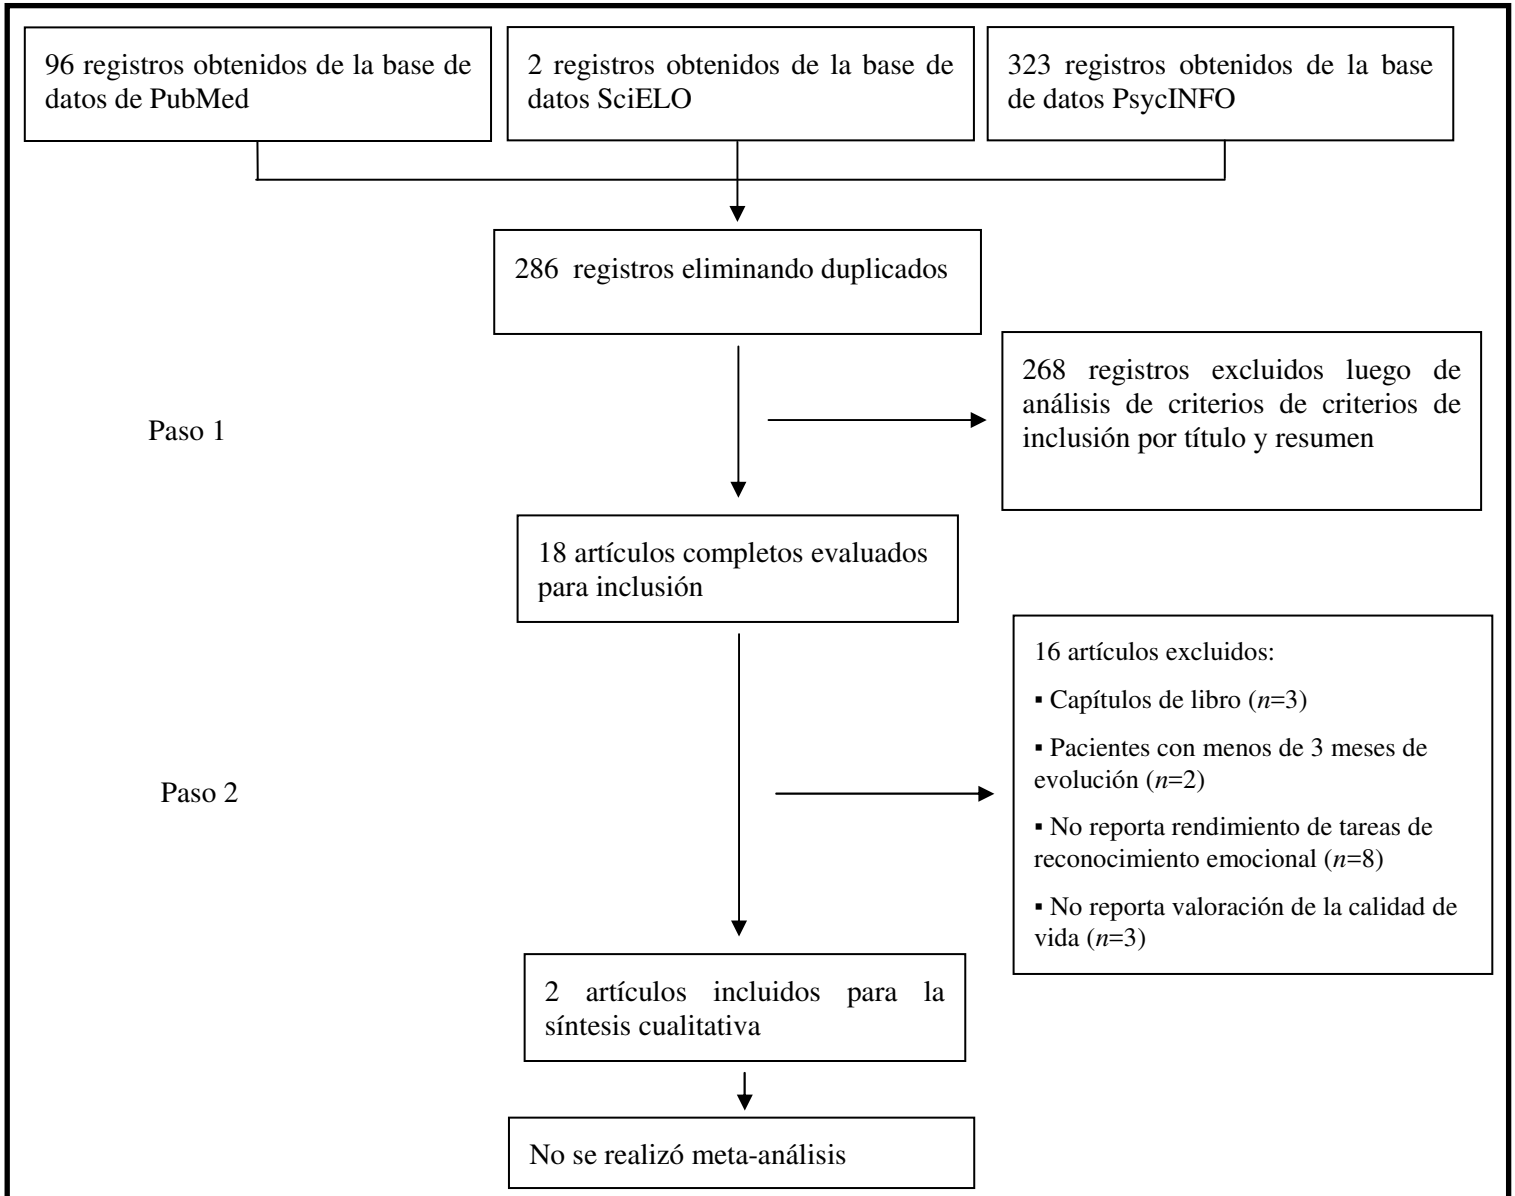 96 registros obtenidos de la base de
datos de PubMed
2 registros obtenidos de la base de
datos SciELO
323 registros obtenidos de la base
de datos PsycINFO
286 registros eliminando duplicados
268 registros excluidos luego de
análisis de criterios de criterios de
inclusión por título y resumen
Paso 1
18 artículos completos evaluados
para inclusión
16 artículos excluidos:
▪ Capítulos de libro (n=3)
▪ Pacientes con menos de 3 meses de
evolución (n=2)
▪ No reporta rendimiento de tareas de
reconocimiento emocional (n=8)
▪ No reporta valoración de la calidad de
vida (n=3)
Paso 2
2 artículos incluidos para la
síntesis cualitativa
No se realizó meta-análisis